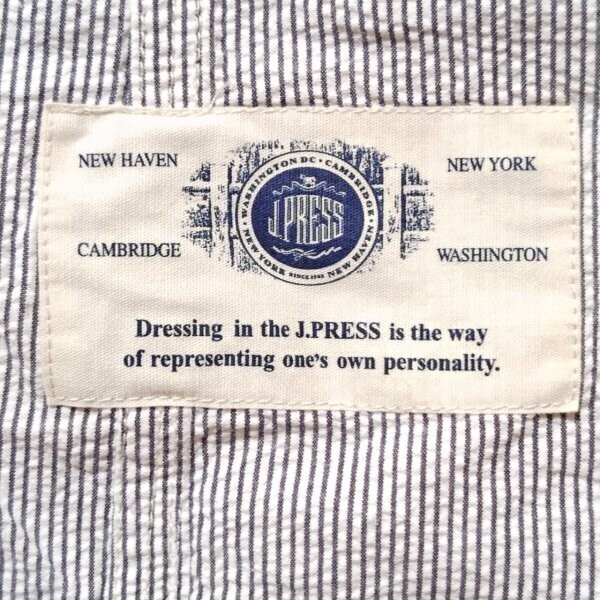 NEW HAVEN
NEW YORK
WASHINGTON DC • CAMBRIDGE
J.PRESS
NEW YORK SINCE 1902 NEW HAVEN
CAMBRIDGE
WASHINGTON
Dressing in the J.PRESS is the way
of representing one's own personality.